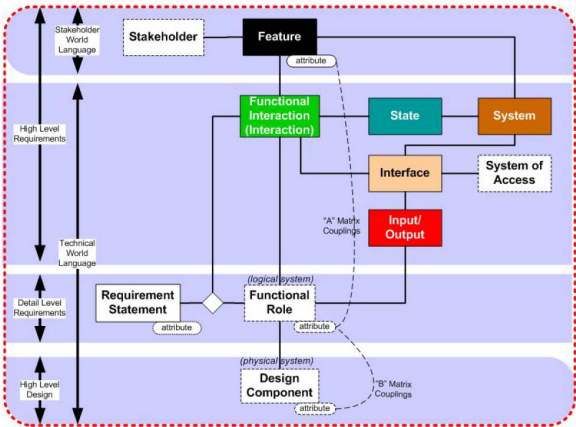 Stakeholder
World
Language
Stakeholder
Feature
attribute
High Level
Requirements
Functional
Interaction
(Interaction)
State
System
Interface
System of
Access
"A" Matrix
Couplings
Input/
Output
Technical
World
Language
(logical system)
Detail Level
Requirements
Requirement
Statement
attribute
Functional
Role
attribute
(physical system)
High Level
Design
Design
Component
attribute
"B" Matrix
Couplings